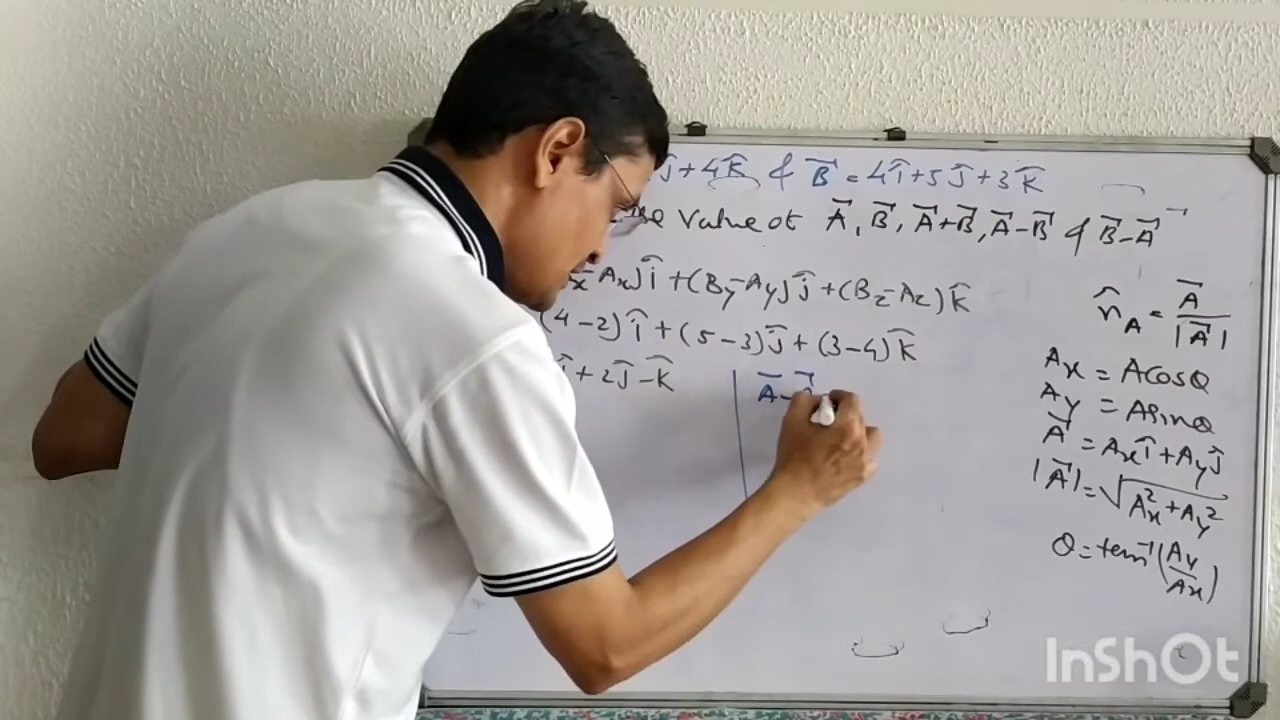 ĵ+4k̂ & B⃗ = 4î+5ĵ+3k̂
Value of A⃗, B⃗, A⃗+B⃗, A⃗-B⃗ & B⃗-A⃗
x-Ax)î+(By-Ay)ĵ+(Bz-Az)k̂
(4-2)î+(5-3)ĵ+(3-4)k̂
î+2ĵ-k̂
A⃗-
n̂A = A⃗/|A⃗|
Ax = Acosθ
Ay = Asinθ
A⃗ = Axî+Ayĵ
|A⃗| = √Ax²+Ay²
θ = tan⁻¹(Ay/Ax)
InShOt